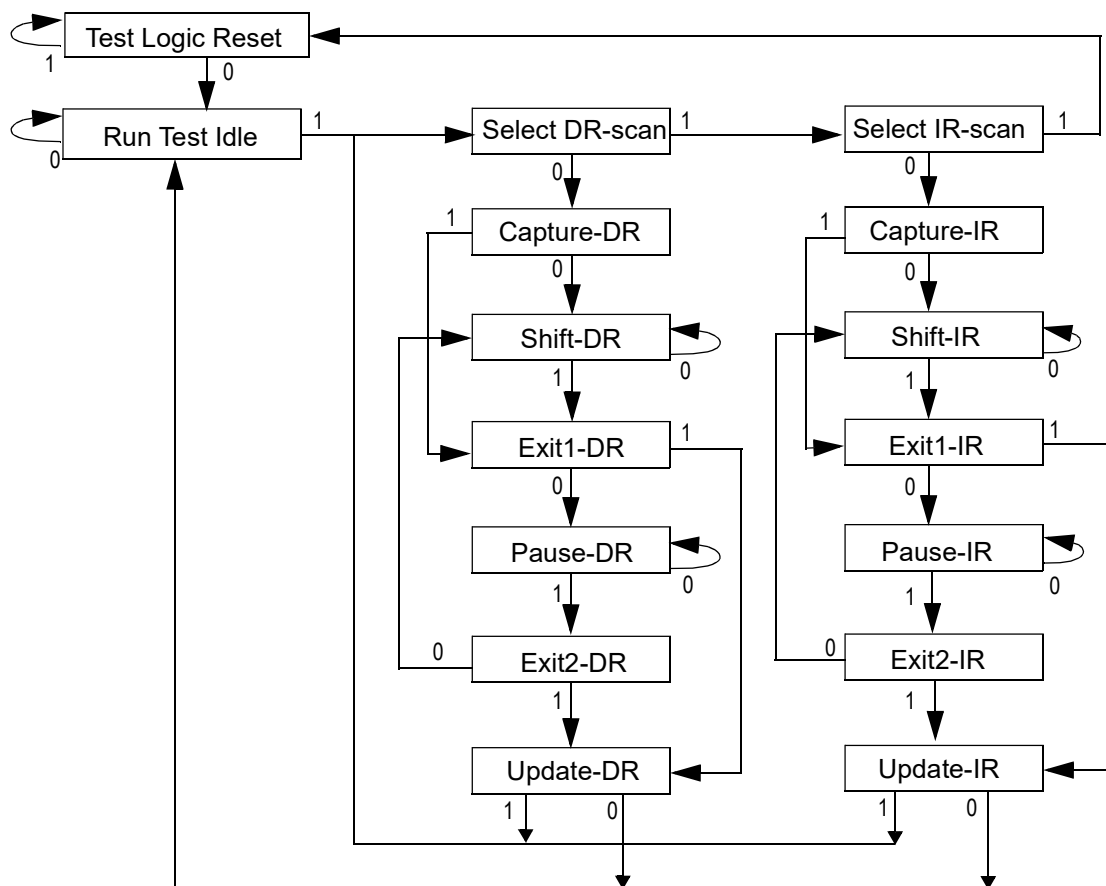 Test Logic Reset
1
0
Run Test Idle
0
1
Select DR-scan
1
Select IR-scan
1
0
0
1
Capture-DR
0
1
Capture-IR
0
Shift-DR
0
1
Shift-IR
0
1
Exit1-DR
1
0
Exit1-IR
1
0
Pause-DR
0
1
Pause-IR
0
1
0
Exit2-DR
1
0
Exit2-IR
1
Update-DR
1
0
Update-IR
1
0